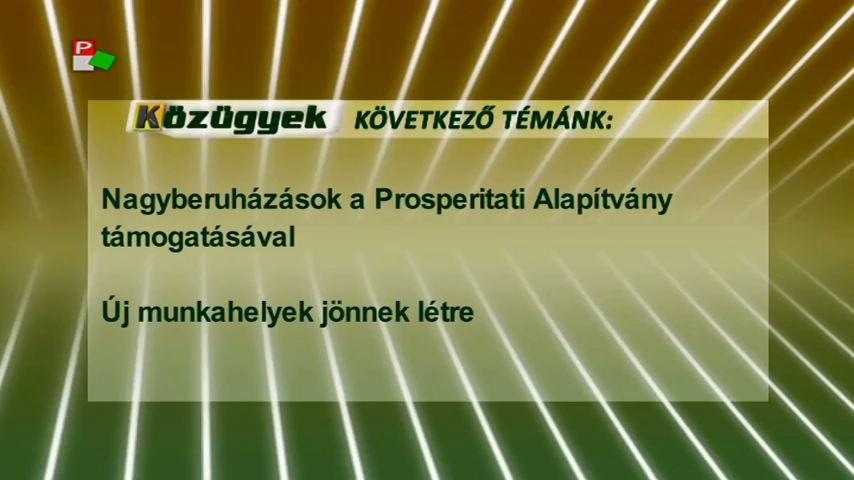 P
Közügyek KÖVETKEZŐ TÉMÁNK:
Nagyberuházások a Prosperitati Alapítvány
támogatásával
Új munkahelyek jönnek létre